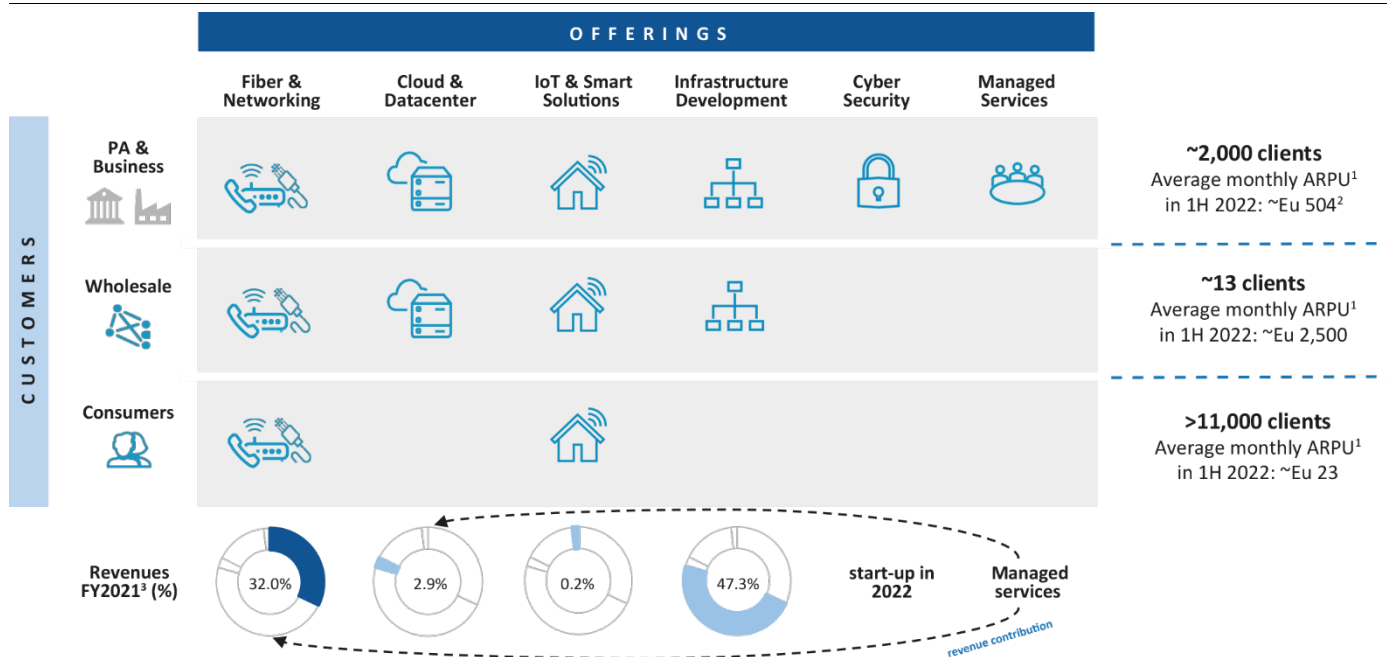 OFFERINGS
Fiber &
Networking
Cloud &
Datacenter
IoT & Smart
Solutions
Infrastructure
Development
Cyber
Security
Managed
Services
CUSTOMERS
PA &
Business
~2,000 clients
Average monthly ARPU¹
in 1H 2022: ~Eu 504²
Wholesale
~13 clients
Average monthly ARPU¹
in 1H 2022: ~Eu 2,500
Consumers
>11,000 clients
Average monthly ARPU¹
in 1H 2022: ~Eu 23
Revenues
FY2021³ (%)
32.0%
2.9%
0.2%
47.3%
start-up in
2022
Managed
services
revenue contribution